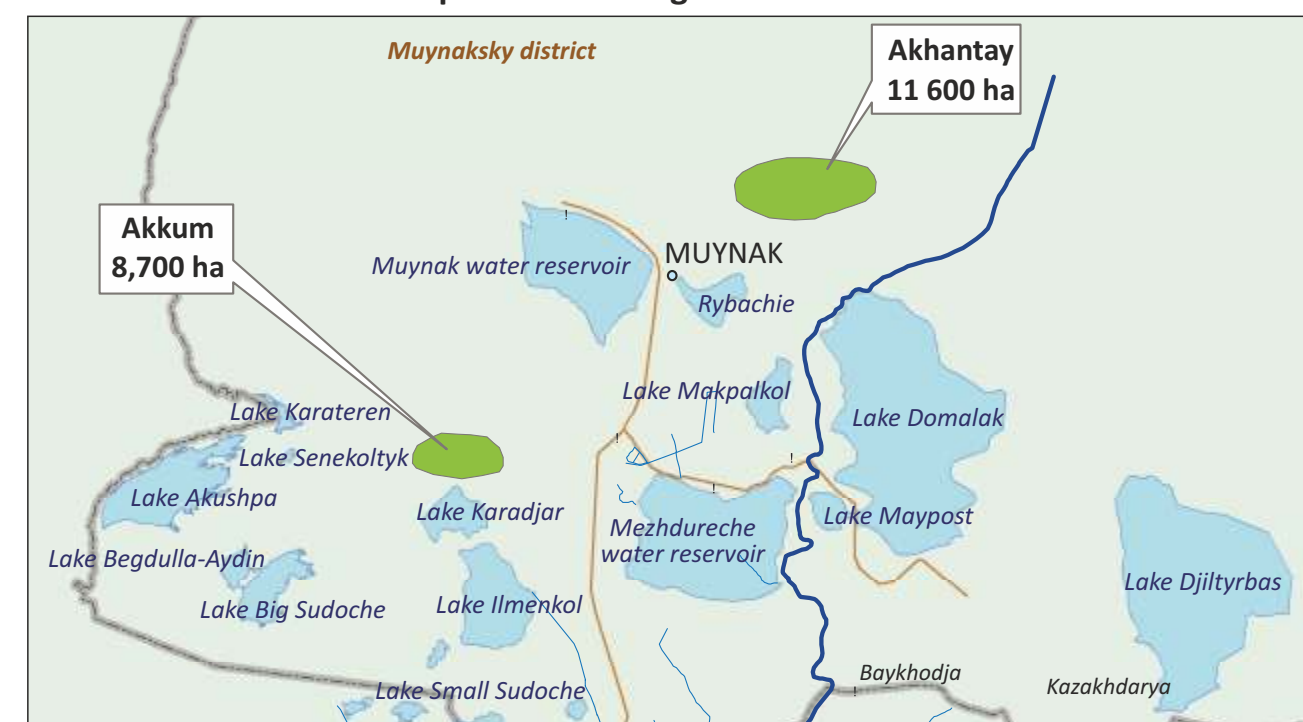 Muynaksky district
Akhantay
11 600 ha
Akkum
8,700 ha
MUYNAK
Muynak water reservoir
Rybachie
Lake Makpalkol
Lake Karateren
Lake Domalak
Lake Senekoltyk
Lake Akushpa
Lake Karadjar
Lake Maypost
Mezhdureche
water reservoir
Lake Begdulla-Aydin
Lake Djiltyrbas
Lake Big Sudoche
Lake Ilmenkol
Baykhodja
Kazakhdarya
Lake Small Sudoche